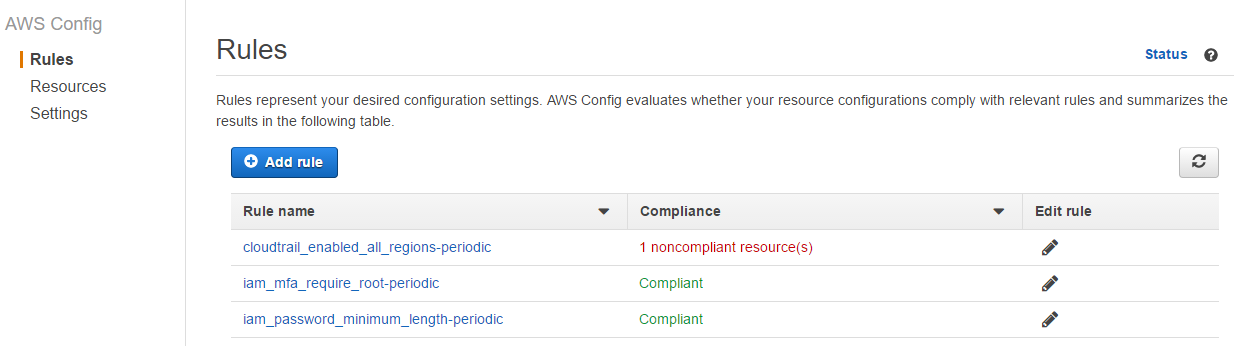 AWS Config
Rules
Resources
Settings
Rules
Status
Rules represent your desired configuration settings. AWS Config evaluates whether your resource configurations comply with relevant rules and summarizes the
results in the following table.
Add rule
Rule name Compliance Edit rule
cloudtrail_enabled_all_regions-periodic 1 noncompliant resource(s)
iam_mfa_require_root-periodic Compliant
iam_password_minimum_length-periodic Compliant